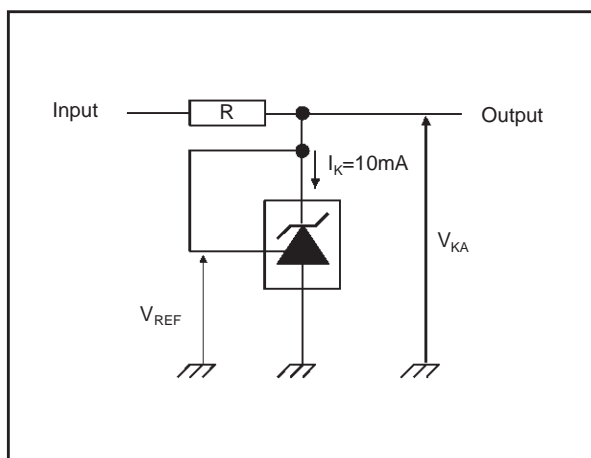 Input
R
Output
I_K=10mA
V_KA
V_REF